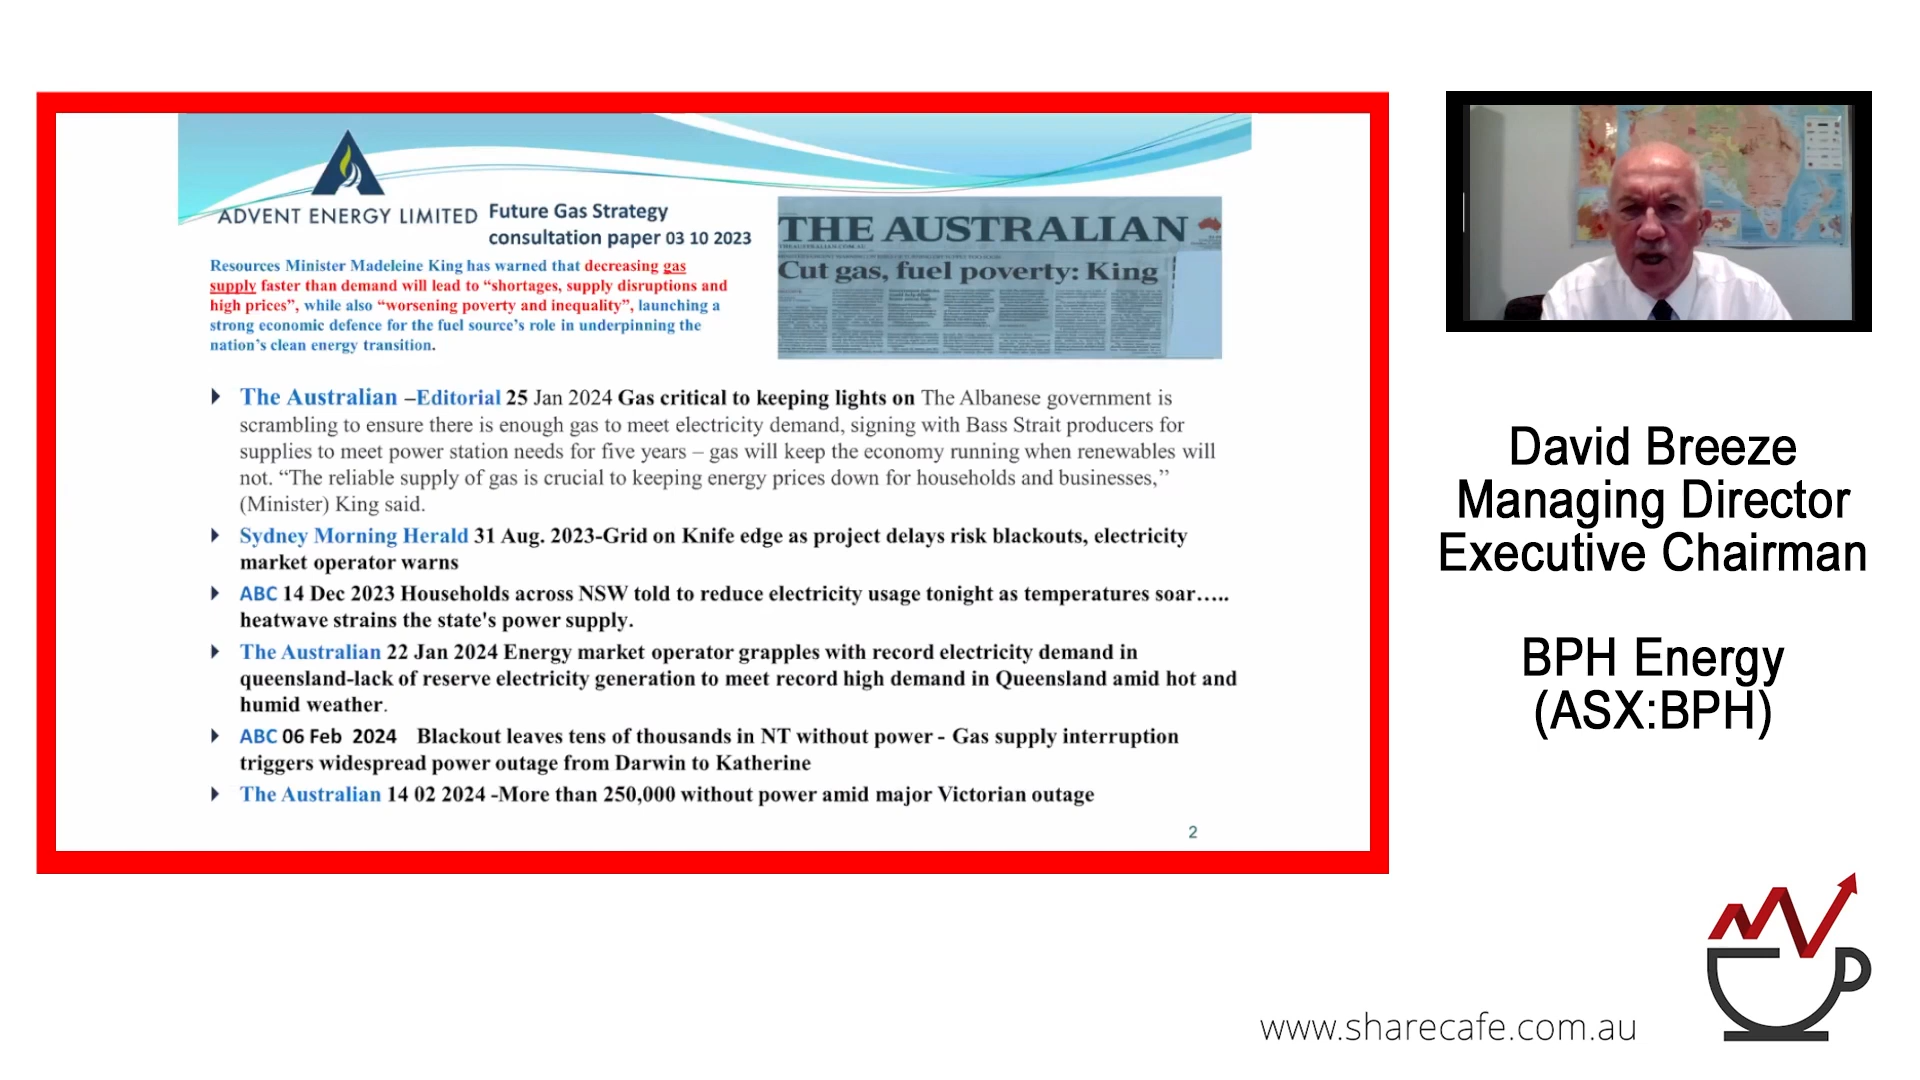 ADVENT ENERGY LIMITED
Future Gas Strategy
consultation paper 03 10 2023
Resources Minister Madeleine King has warned that decreasing gas
supply faster than demand will lead to “shortages, supply disruptions and
high prices”, while also “worsening poverty and inequality”, launching a
strong economic defence for the fuel source’s role in underpinning the
nation’s clean energy transition.
THE AUSTRALIAN
Cut gas, fuel poverty: King
The Australian –Editorial 25 Jan 2024 Gas critical to keeping lights on The Albanese government is
scrambling to ensure there is enough gas to meet electricity demand, signing with Bass Strait producers for
supplies to meet power station needs for five years – gas will keep the economy running when renewables will
not. “The reliable supply of gas is crucial to keeping energy prices down for households and businesses,”
(Minister) King said.
Sydney Morning Herald 31 Aug. 2023-Grid on Knife edge as project delays risk blackouts, electricity
market operator warns
ABC 14 Dec 2023 Households across NSW told to reduce electricity usage tonight as temperatures soar…..
heatwave strains the state's power supply.
The Australian 22 Jan 2024 Energy market operator grapples with record electricity demand in
queensland-lack of reserve electricity generation to meet record high demand in Queensland amid hot and
humid weather.
ABC 06 Feb 2024 Blackout leaves tens of thousands in NT without power - Gas supply interruption
triggers widespread power outage from Darwin to Katherine
The Australian 14 02 2024 -More than 250,000 without power amid major Victorian outage
2
David Breeze
Managing Director
Executive Chairman
BPH Energy
(ASX:BPH)
www.sharecafe.com.au